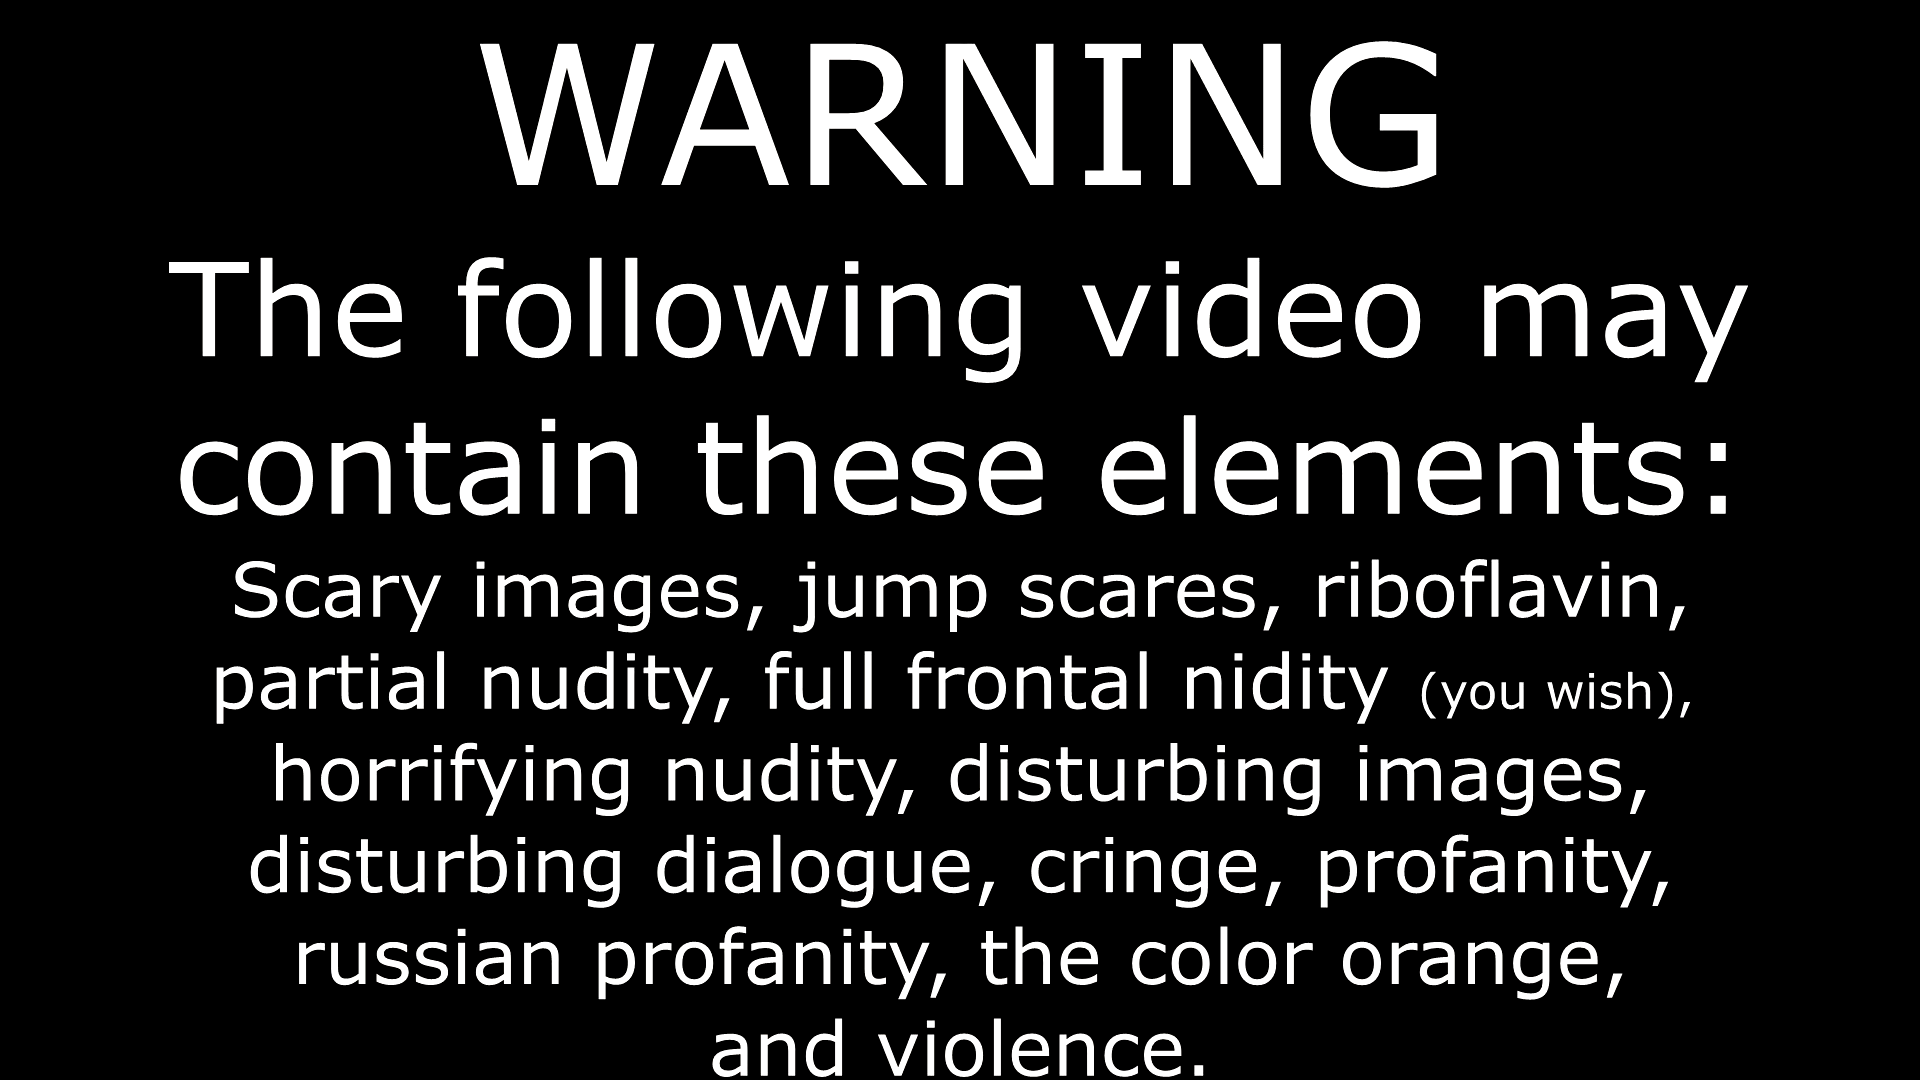 WARNING
The following video may
contain these elements:
Scary images, jump scares, riboflavin,
partial nudity, full frontal nidity (you wish),
horrifying nudity, disturbing images,
disturbing dialogue, cringe, profanity,
russian profanity, the color orange,
and violence.